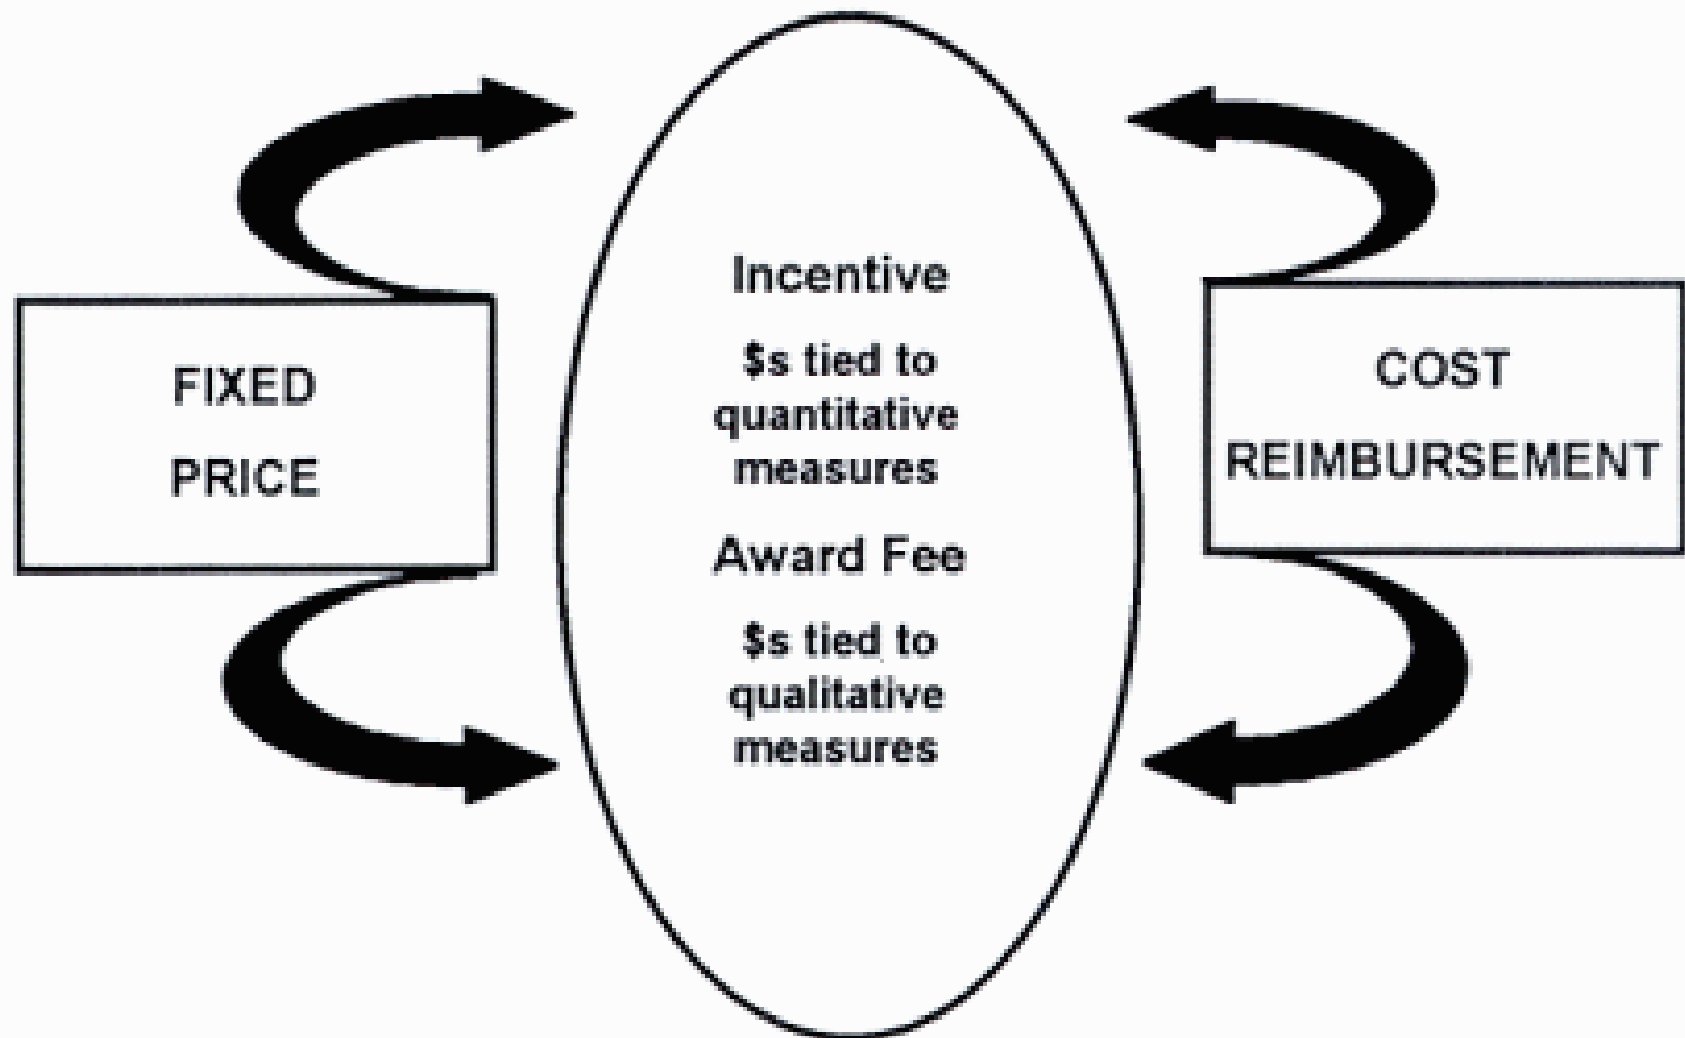 FIXED
PRICE
Incentive
$s tied to
quantitative
measures
Award Fee
$s tied to
qualitative
measures
COST
REIMBURSEMENT